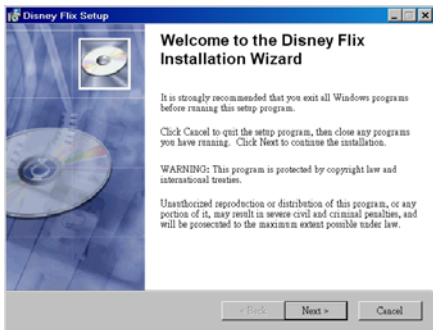 Disney Flix Setup
Welcome to the Disney Flix
Installation Wizard
It is strongly recommended that you exit all Windows programs
before running this setup program.
Click Cancel to quit the setup program, then close any programs
you have running. Click Next to continue the installation.
WARNING: This program is protected by copyright law and
international treaties.
Unauthorized reproduction or distribution of this program, or any
portion of it, may result in severe civil and criminal penalties, and
will be prosecuted to the maximum extent possible under law.
< Back Next > Cancel